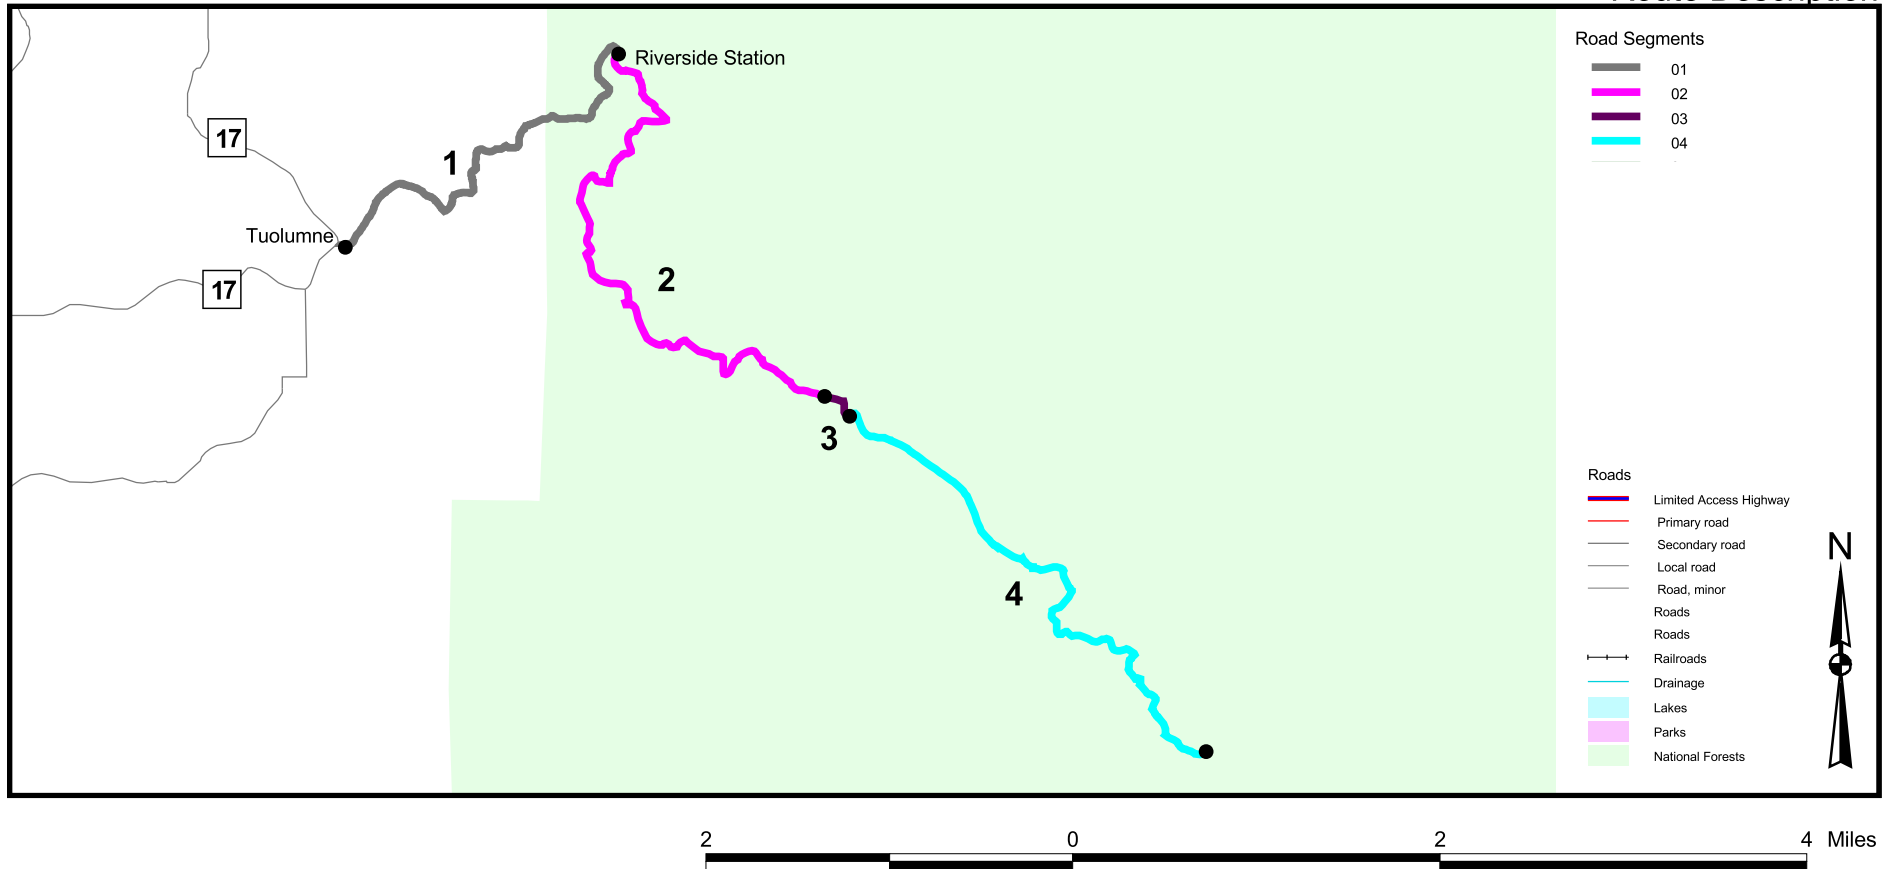 Route Description
Riverside Station
Road Segments
01
02
03
04
17
1
Tuolumne
17
2
3
4
Roads
Limited Access Highway
Primary road
Secondary road
Local road
Road, minor
Roads
Roads
Railroads
Drainage
Lakes
Parks
National Forests
N
2 0 2 4 Miles